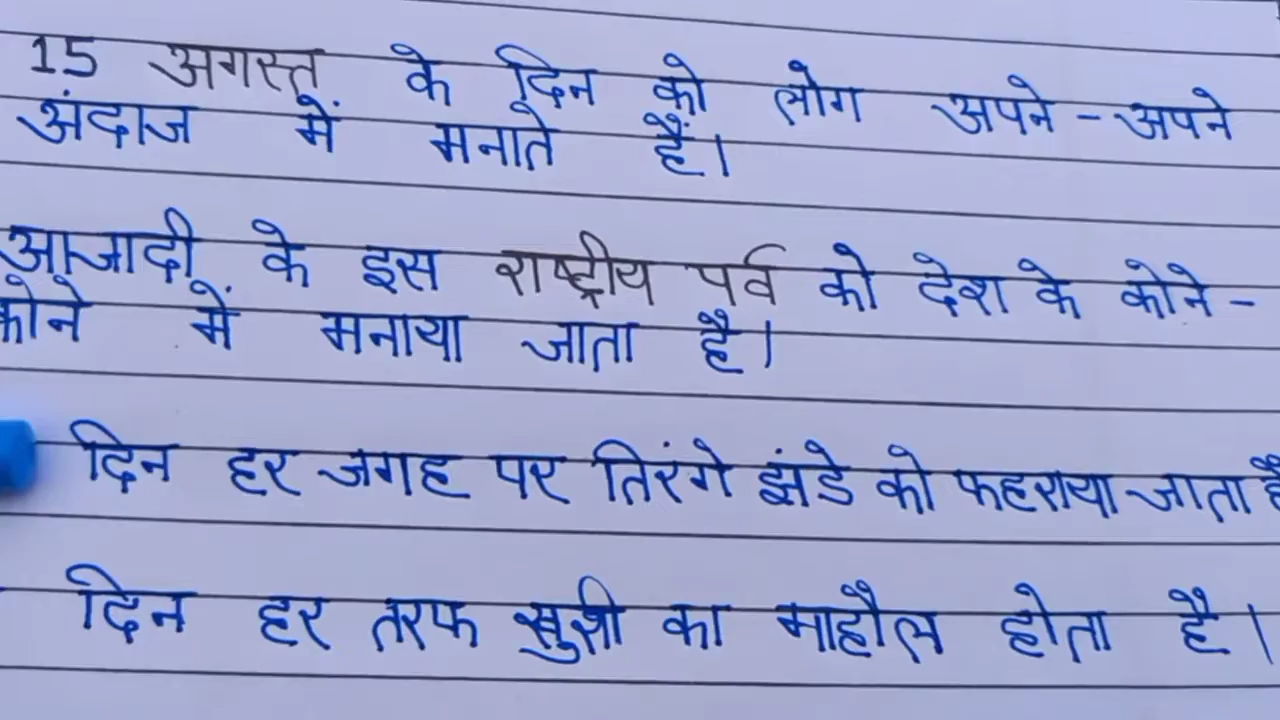 15 अगस्त के दिन को लोग अपने-अपने
अंदाज में मनाते हैं।
आजादी के इस राष्ट्रीय पर्व को देश के कोने-
कोने में मनाया जाता है।
दिन हर जगह पर तिरंगे झंडे को फहराया जाता है
दिन हर तरफ खुशी का माहौल होता है।